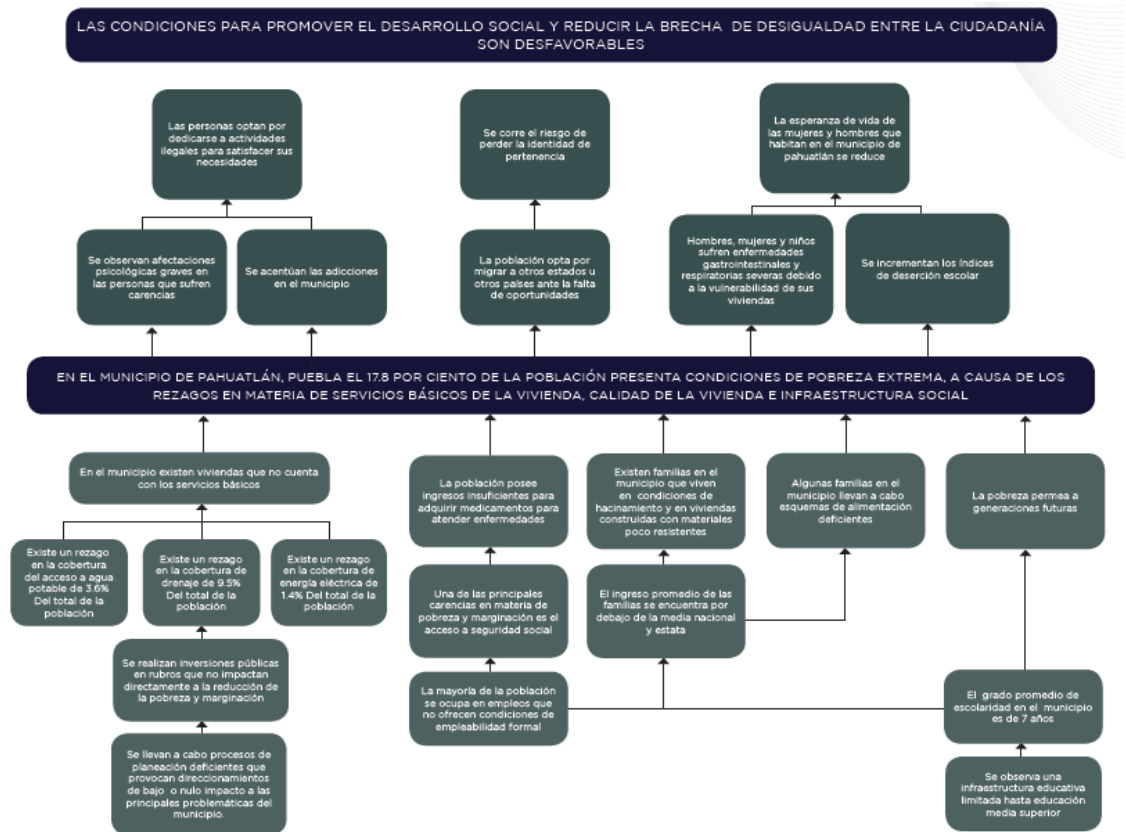 LAS CONDICIONES PARA PROMOVER EL DESARROLLO SOCIAL Y REDUCIR LA BRECHA DE DESIGUALDAD ENTRE LA CIUDADANÍA
SON DESFAVORABLES
Las personas optan por
dedicarse a actividades
ilegales para satisfacer sus
necesidades
Se corre el riesgo de
perder la identidad de
pertenencia
La esperanza de vida de
las mujeres y hombres que
habitan en el municipio de
pahuatlán se reduce
Se observan afectaciones
psicológicas graves en
las personas que sufren
carencias
Se acentúan las adicciones
en el municipio
La población opta por
migrar a otros estados u
otros países ante la falta
de oportunidades
Hombres, mujeres y niños
sufren enfermedades
gastrointestinales y
respiratorias severas debido
a la vulnerabilidad de sus
viviendas
Se incrementan los índices
de deserción escolar
EN EL MUNICIPIO DE PAHUATLÁN, PUEBLA EL 17.8 POR CIENTO DE LA POBLACIÓN PRESENTA CONDICIONES DE POBREZA EXTREMA, A CAUSA DE LOS
REZAGOS EN MATERIA DE SERVICIOS BÁSICOS DE LA VIVIENDA, CALIDAD DE LA VIVIENDA E INFRAESTRUCTURA SOCIAL
En el municipio existen viviendas que no cuenta
con los servicios básicos
La población posee
ingresos insuficientes para
adquirir medicamentos para
atender enfermedades
Existen familias en el
municipio que viven
en condiciones de
hacinamiento y en viviendas
construidas con materiales
poco resistentes
Algunas familias en el
municipio llevan a cabo
esquemas de alimentación
deficientes
La pobreza permea a
generaciones futuras
Existe un rezago
en la cobertura
del acceso a agua
potable de 3.6%
Del total de la
población
Existe un rezago
en la cobertura de
drenaje de 9.5%
Del total de la
población
Existe un rezago
en la cobertura de
energía eléctrica de
1.4% Del total de la
población
Una de las principales
carencias en materia de
pobreza y marginación es el
acceso a seguridad social
El ingreso promedio de las
familias se encuentra por
debajo de la media nacional
y estata
Se realizan inversiones públicas
en rubros que no impactan
directamente a la reducción de
la pobreza y marginación
La mayoría de la población
se ocupa en empleos que
no ofrecen condiciones de
empleabilidad formal
El grado promedio de
escolaridad en el municipio
es de 7 años
Se llevan a cabo procesos de
planeación deficientes que
provocan direccionamientos
de bajo o nulo impacto a las
principales problemáticas del
municipio.
Se observa una
infraestructura educativa
limitada hasta educación
media superior